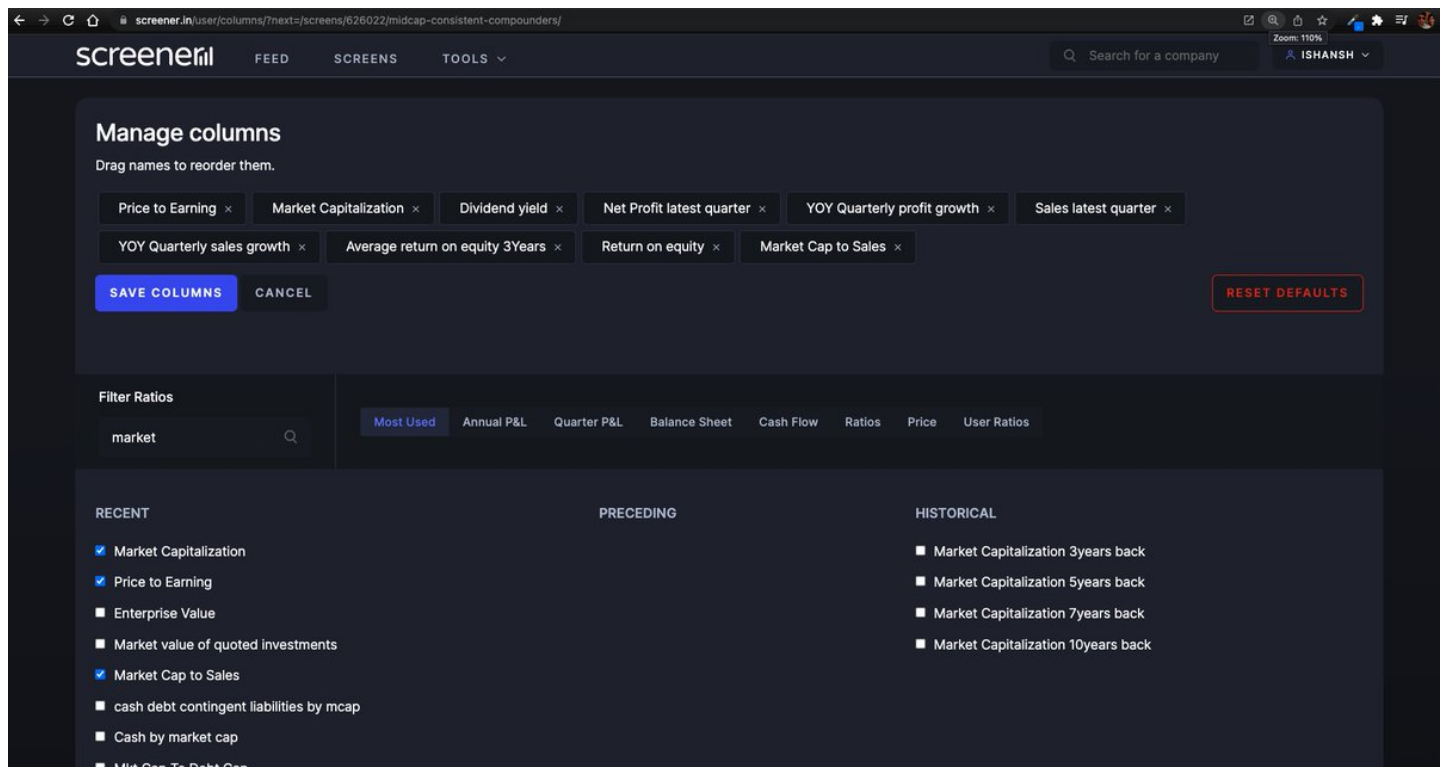 screener.in/user/columns/?next=/screens/626022/midcap-consistent-compounders/
Zoom: 110%
screener FEED SCREENS TOOLS Search for a company ISHANSH
Manage columns
Drag names to reorder them.
Price to Earning × Market Capitalization × Dividend yield × Net Profit latest quarter × YOY Quarterly profit growth × Sales latest quarter ×
YOY Quarterly sales growth × Average return on equity 3Years × Return on equity × Market Cap to Sales ×
SAVE COLUMNS CANCEL RESET DEFAULTS
Filter Ratios
market
Most Used Annual P&L Quarter P&L Balance Sheet Cash Flow Ratios Price User Ratios
RECENT PRECEDING HISTORICAL
Market Capitalization Market Capitalization 3years back
Price to Earning Market Capitalization 5years back
Enterprise Value Market Capitalization 7years back
Market value of quoted investments Market Capitalization 10years back
Market Cap to Sales
cash debt contingent liabilities by mcap
Cash by market cap
Mkt Cap To Debt Cap